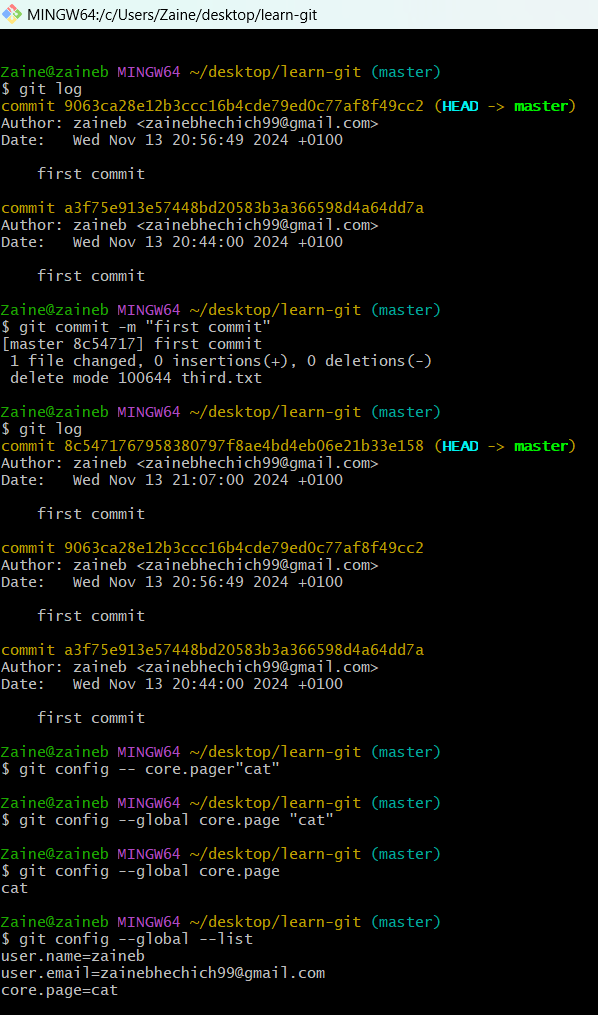 MINGW64:/c/Users/Zaine/desktop/learn-git
Zaine@zaineb MINGW64 ~/desktop/learn-git (master)
$ git log
commit 9063ca28e12b3ccc16b4cde79ed0c77af8f49cc2 (HEAD -> master)
Author: zaineb <zainebhechich99@gmail.com>
Date:   Wed Nov 13 20:56:49 2024 +0100
first commit
commit a3f75e913e57448bd20583b3a366598d4a64dd7a
Author: zaineb <zainebhechich99@gmail.com>
Date:   Wed Nov 13 20:44:00 2024 +0100
first commit
Zaine@zaineb MINGW64 ~/desktop/learn-git (master)
$ git commit -m "first commit"
[master 8c54717] first commit
1 file changed, 0 insertions(+), 0 deletions(-)
delete mode 100644 third.txt
Zaine@zaineb MINGW64 ~/desktop/learn-git (master)
$ git log
commit 8c5471767958380797f8ae4bd4eb06e21b33e158 (HEAD -> master)
Author: zaineb <zainebhechich99@gmail.com>
Date:   Wed Nov 13 21:07:00 2024 +0100
first commit
commit 9063ca28e12b3ccc16b4cde79ed0c77af8f49cc2
Author: zaineb <zainebhechich99@gmail.com>
Date:   Wed Nov 13 20:56:49 2024 +0100
first commit
commit a3f75e913e57448bd20583b3a366598d4a64dd7a
Author: zaineb <zainebhechich99@gmail.com>
Date:   Wed Nov 13 20:44:00 2024 +0100
first commit
Zaine@zaineb MINGW64 ~/desktop/learn-git (master)
$ git config -- core.pager"cat"
Zaine@zaineb MINGW64 ~/desktop/learn-git (master)
$ git config --global core.page "cat"
Zaine@zaineb MINGW64 ~/desktop/learn-git (master)
$ git config --global core.page
cat
Zaine@zaineb MINGW64 ~/desktop/learn-git (master)
$ git config --global --list
user.name=zaineb
user.email=zainebhechich99@gmail.com
core.page=cat